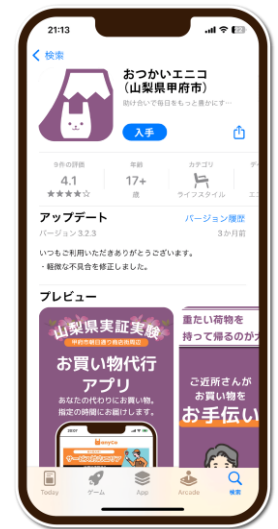 21:13
検索
おつかいエニコ
(山梨県甲府市)
助け合いで毎日をもっと豊かにす…
入手
9件の評価
4.1
★★★★☆
年齢
17+
歳
カテゴリ
ライフスタイル
アップデート
バージョン履歴
バージョン 3.2.3
3か月前
いつもご利用いただきありがとうございます。
・軽微な不具合を修正しました。
プレビュー
山梨県実証実験
お買い物代行
アプリ
あなたの代わりにお買い物。
指定の時間にお届けします。
重たい荷物を
持って帰るのが
ご近所さんが
お買い物を
お手伝い
Today
ゲーム
App
Arcade
検索